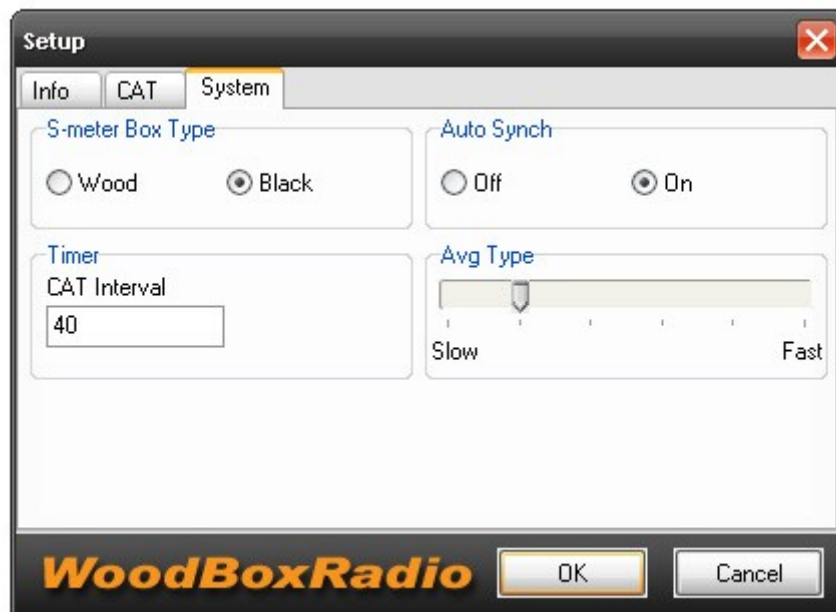 Setup
Info CAT System
S-meter Box Type
Wood Black
Auto Synch
Off On
Timer
CAT Interval
40
Avg Type
Slow Fast
WoodBoxRadio OK Cancel